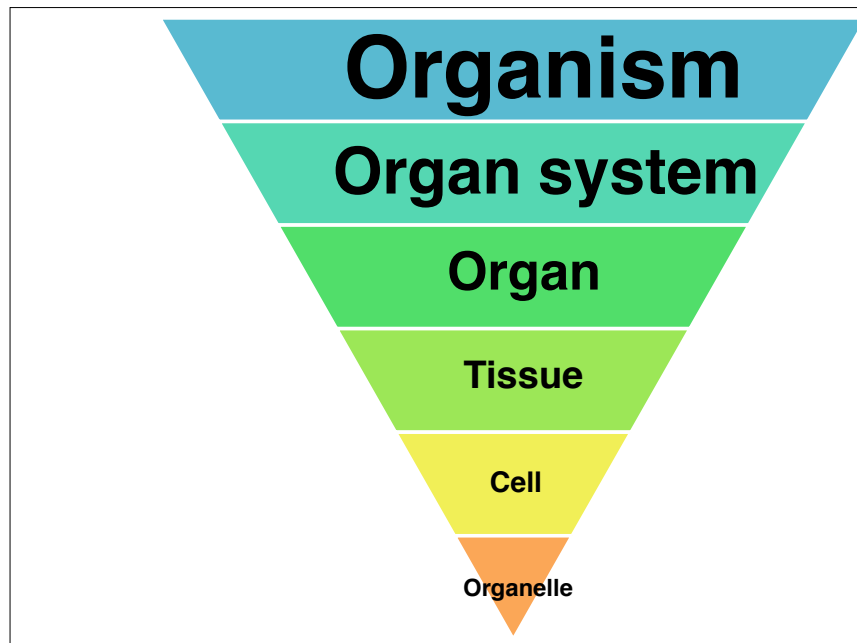 Organism
Organ system
Organ
Tissue
Cell
Organelle